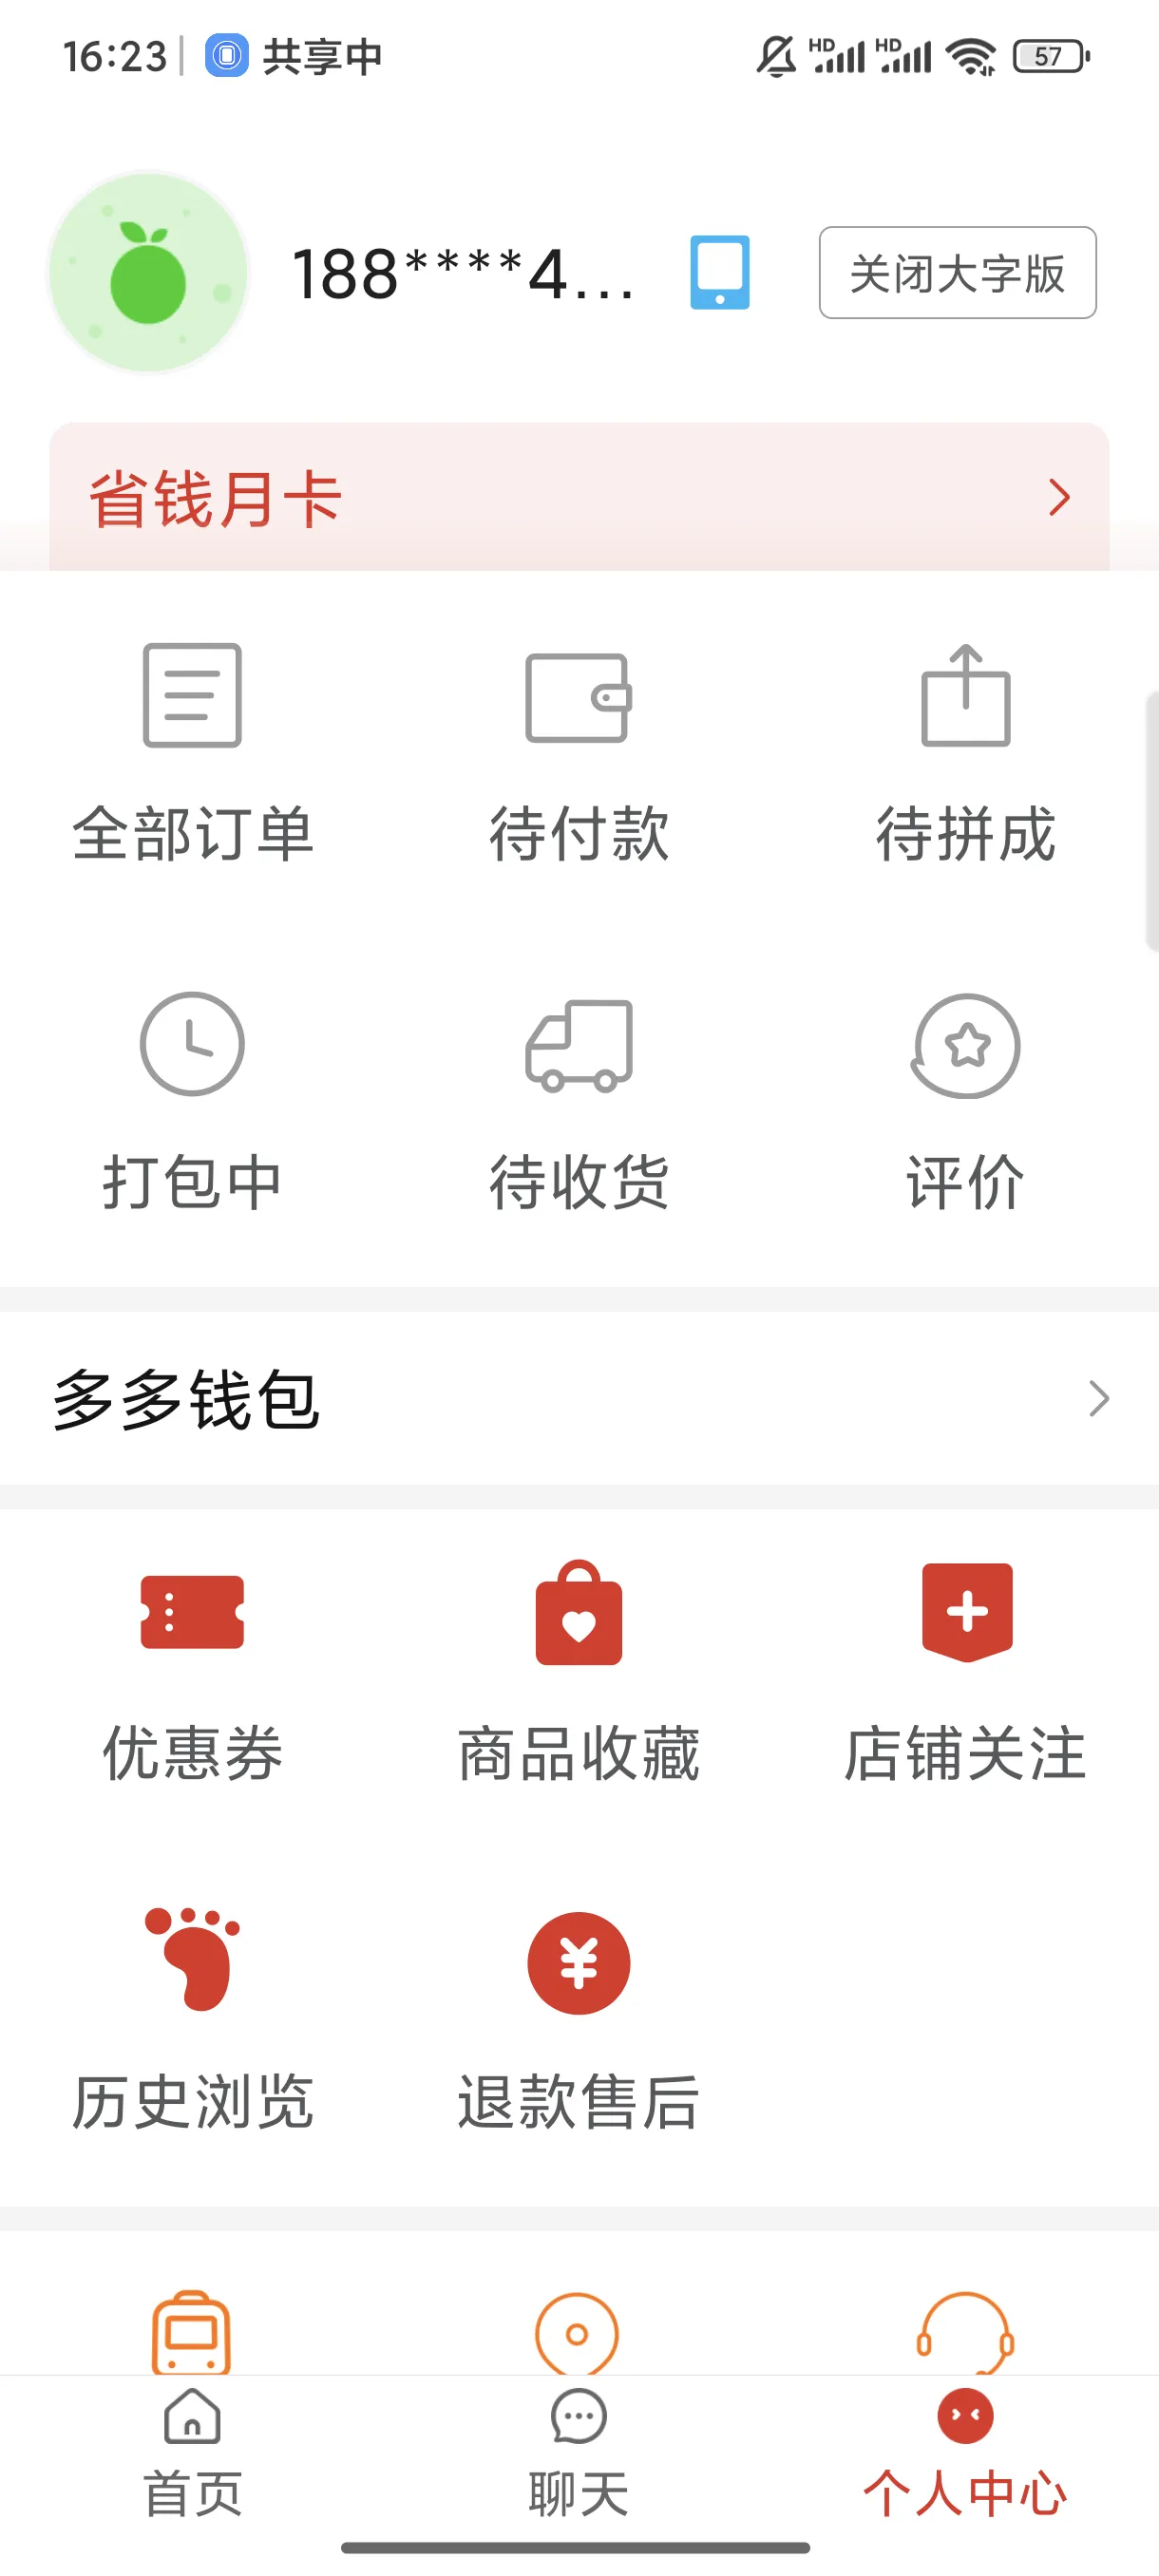 16:23 共享中 HD HD 57
188****4... 关闭大字版
省钱月卡
全部订单 待付款 待拼成
打包中 待收货 评价
多多钱包
优惠券 商品收藏 店铺关注
历史浏览 退款售后
首页 聊天 个人中心